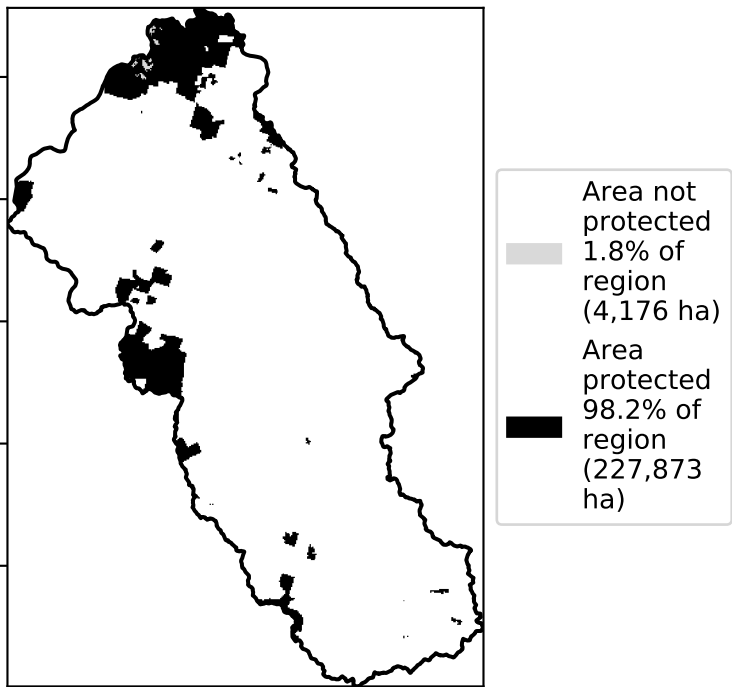 Area not
protected
1.8% of
region
(4,176 ha)
Area
protected
98.2% of
region
(227,873
ha)